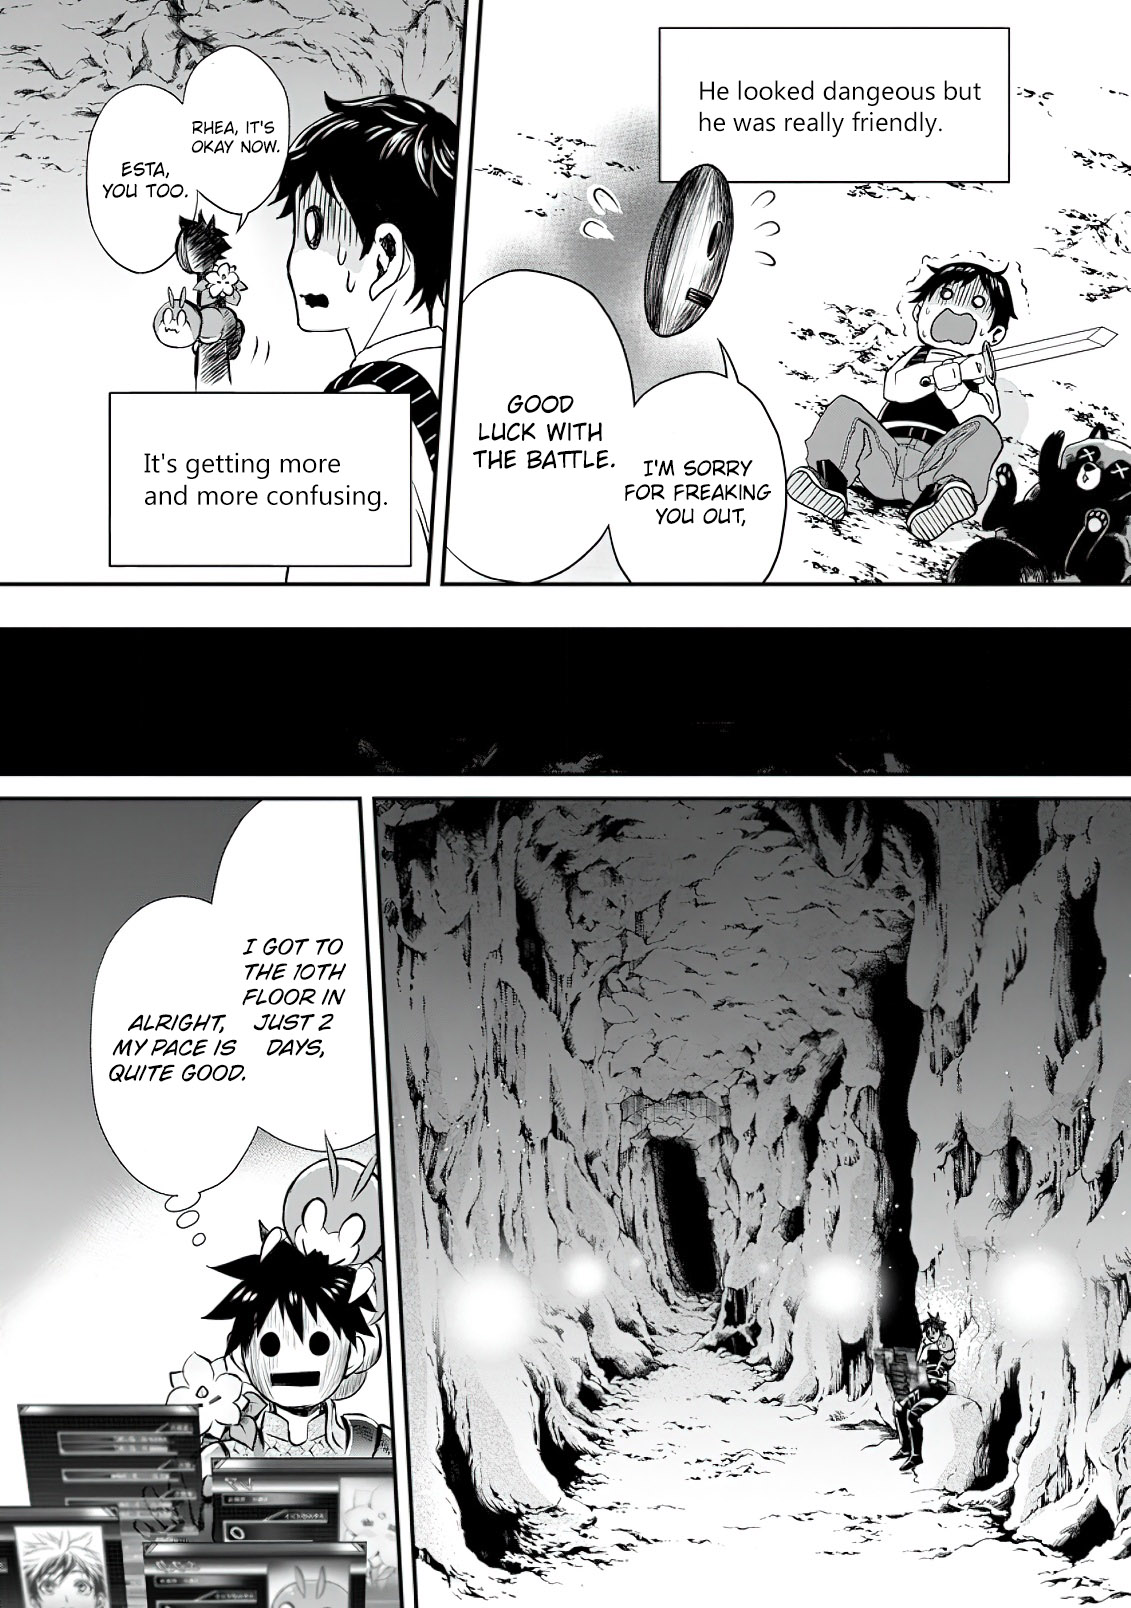 He looked dangeous but
he was really friendly.
I'M SORRY
FOR FREAKING
YOU OUT,
GOOD
LUCK WITH
THE BATTLE.
RHEA, IT'S
OKAY NOW.
ESTA,
YOU TOO.
It's getting more
and more confusing.
I GOT TO
THE 10TH
FLOOR IN
JUST 2
DAYS,
ALRIGHT,
MY PACE IS
QUITE GOOD.